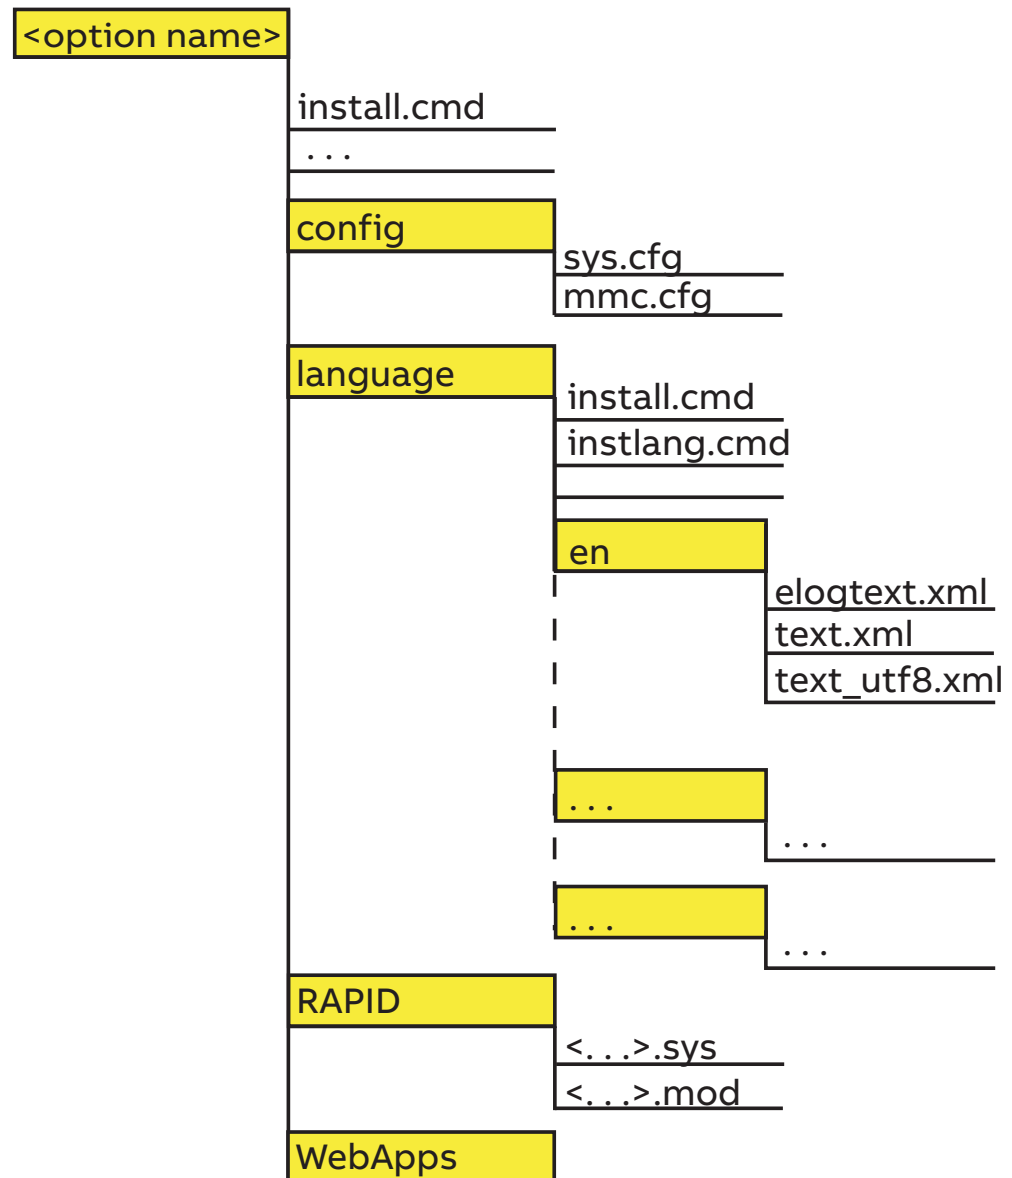 <option name>
install.cmd
. . .
config
sys.cfg
mmc.cfg
language
install.cmd
instlang.cmd
en
elogtext.xml
text.xml
text_utf8.xml
. . .
. . .
. . .
. . .
RAPID
<. . .>.sys
<. . .>.mod
WebApps